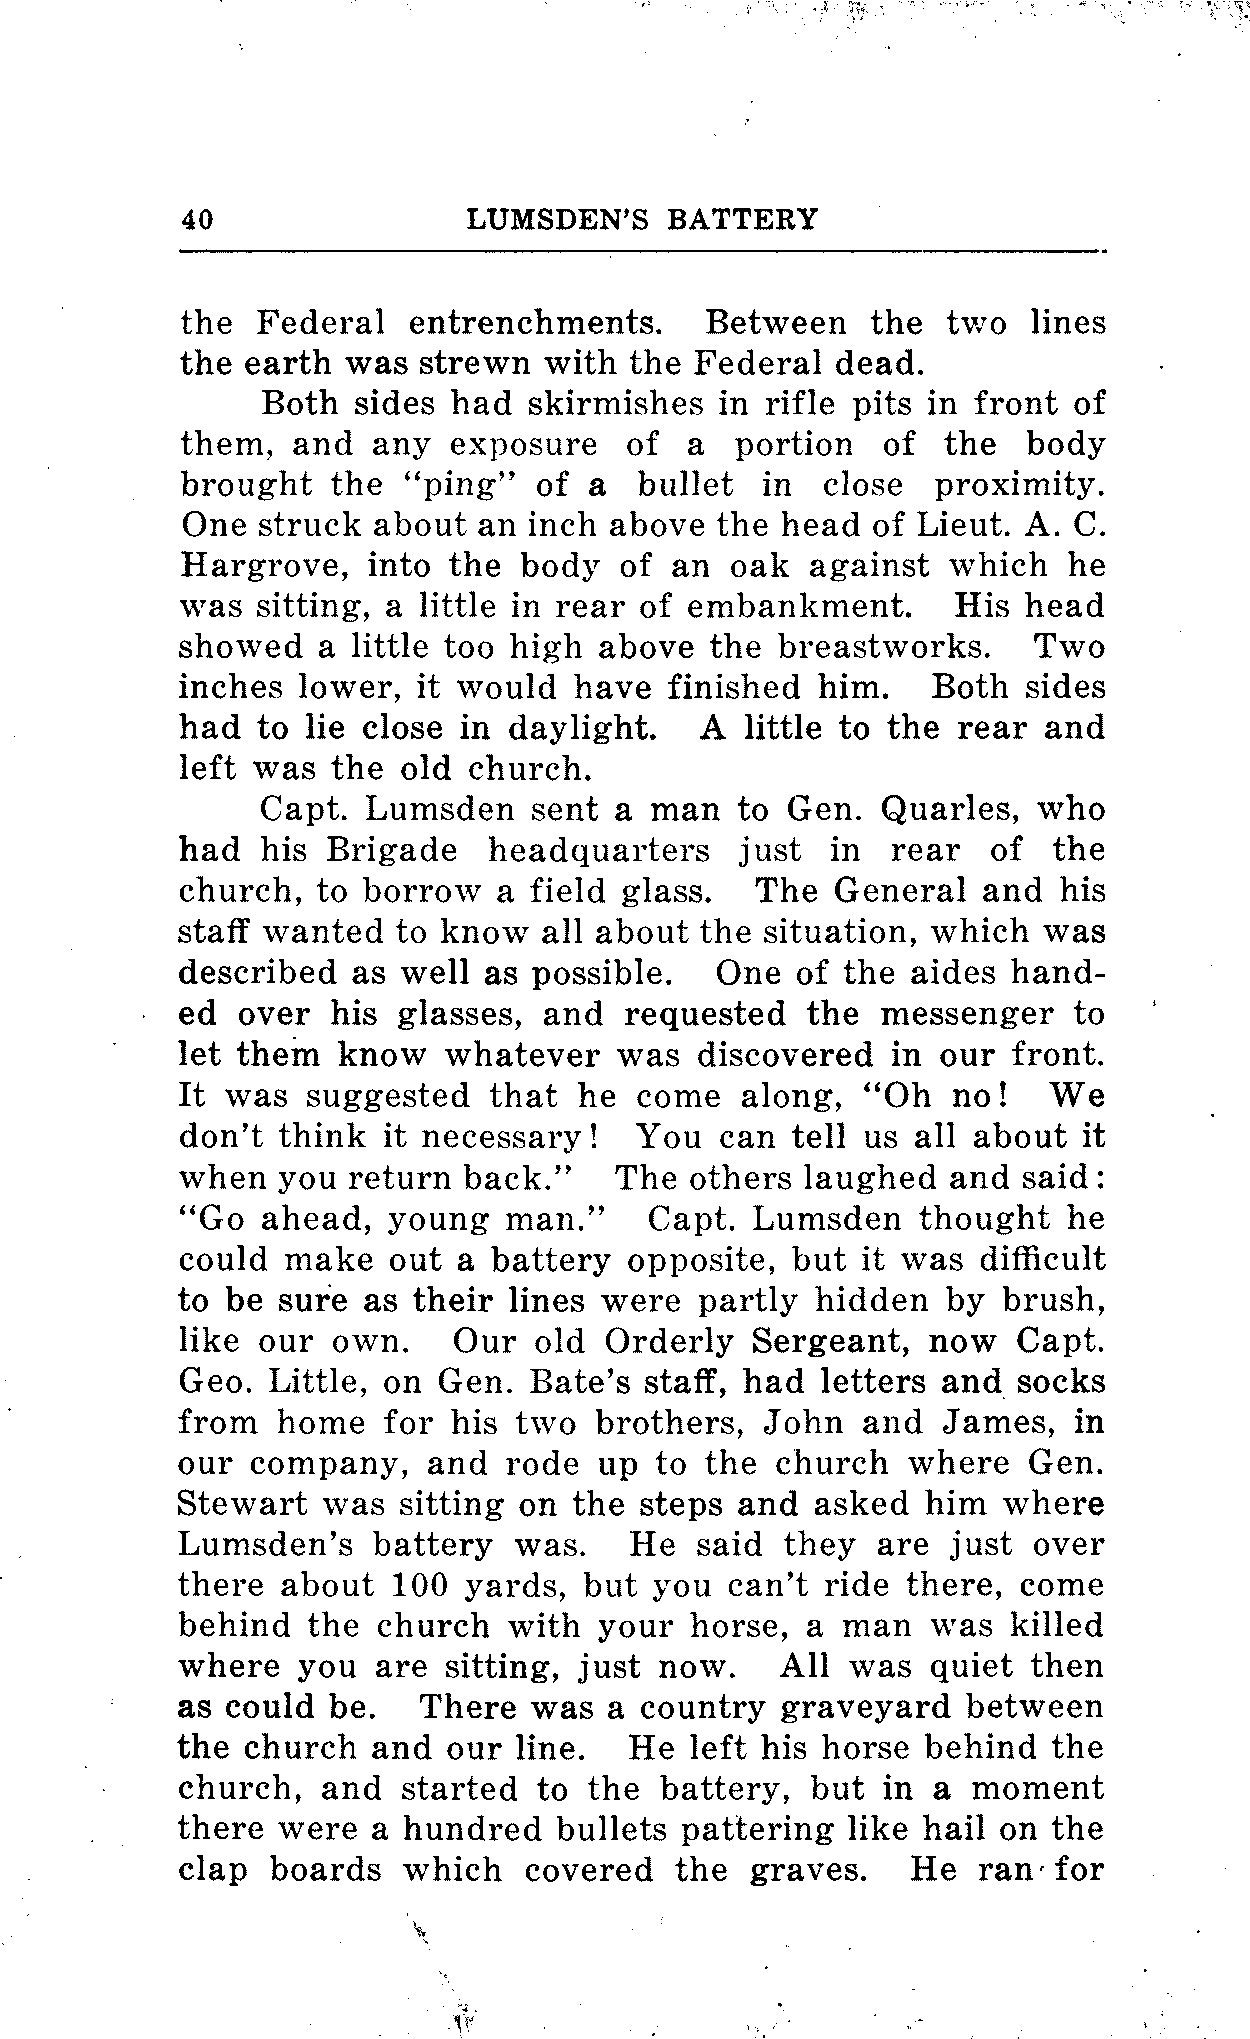 40 LUMSDEN'S BATTERY
the Federal entrenchments. Between the two lines
the earth was strewn with the Federal dead.
Both sides had skirmishes in rifle pits in front of
them, and any exposure of a portion of the body
brought the "ping" of a bullet in close proximity.
One struck about an inch above the head of Lieut. A. C.
Hargrove, into the body of an oak against which he
was sitting, a little in rear of embankment. His head
showed a little too high above the breastworks. Two
inches lower, it would have finished him. Both sides
had to lie close in daylight. A little to the rear and
left was the old church.
Capt. Lumsden sent a man to Gen. Quarles, who
had his Brigade headquarters just in rear of the
church, to borrow a field glass. The General and his
staff wanted to know all about the situation, which was
described as well as possible. One of the aides hand-
ed over his glasses, and requested the messenger to
let them know whatever was discovered in our front.
It was suggested that he come along, "Oh no! We
don't think it necessary! You can tell us all about it
when you return back." The others laughed and said:
"Go ahead, young man." Capt. Lumsden thought he
could make out a battery opposite, but it was difficult
to be sure as their lines were partly hidden by brush,
like our own. Our old Orderly Sergeant, now Capt.
Geo. Little, on Gen. Bate's staff, had letters and socks
from home for his two brothers, John and James, in
our company, and rode up to the church where Gen.
Stewart was sitting on the steps and asked him where
Lumsden's battery was. He said they are just over
there about 100 yards, but you can't ride there, come
behind the church with your horse, a man was killed
where you are sitting, just now. All was quiet then
as could be. There was a country graveyard between
the church and our line. He left his horse behind the
church, and started to the battery, but in a moment
there were a hundred bullets pattering like hail on the
clap boards which covered the graves. He ran for